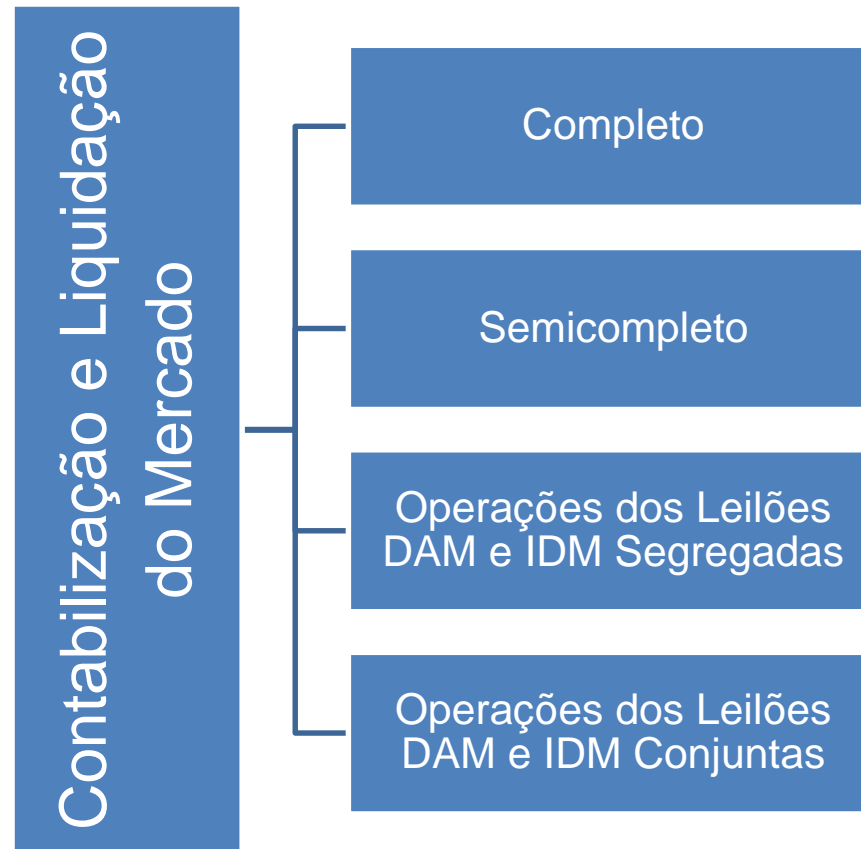 Contabilização e Liquidação
do Mercado
Completo
Semicompleto
Operações dos Leilões
DAM e IDM Segregadas
Operações dos Leilões
DAM e IDM Conjuntas